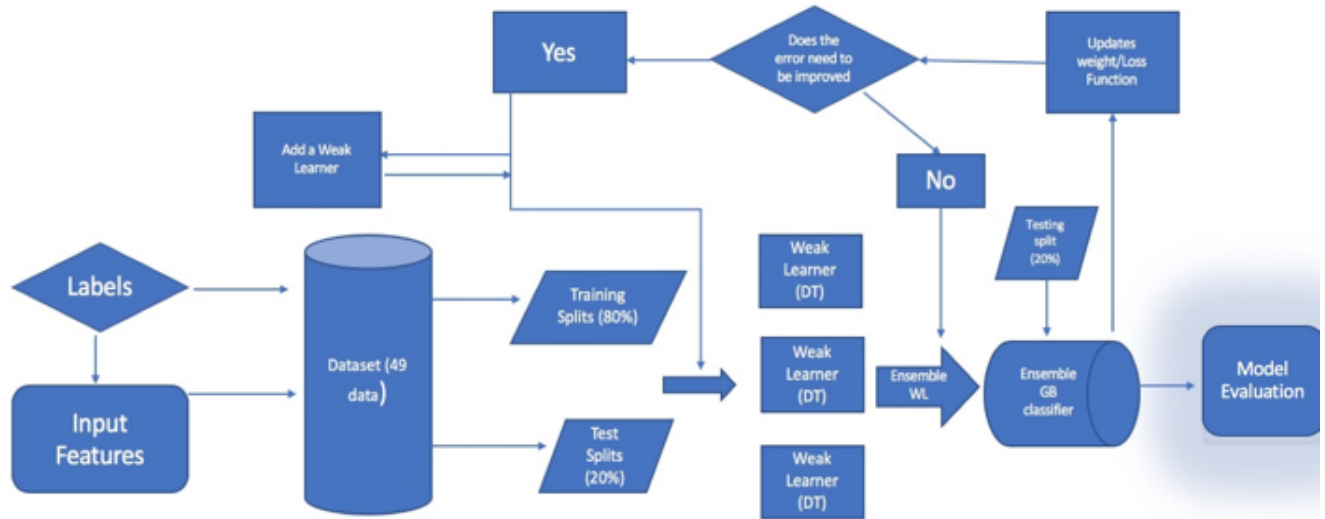 Yes
Does the
error need to
be improved
Updates
weight/Loss
Function
Add a Weak
Learner
No
Testing
split
(20%)
Labels
Input
Features
Dataset (49
data)
Training
Splits (80%)
Test
Splits
(20%)
Weak
Learner
(DT)
Weak
Learner
(DT)
Weak
Learner
(DT)
Ensemble
WL
Ensemble
GB
classifier
Model
Evaluation